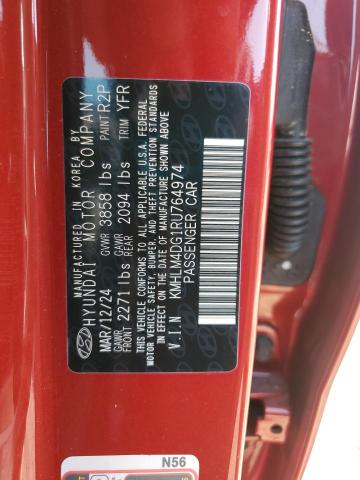 MANUFACTURED IN KOREA BY
HYUNDAI MOTOR COMPANY
MAR/12/24 GVWR 3858 lbs PAINT R2P
GAWR FRONT 2271 lbs GAWR REAR 2094 lbs TRIM YFR
THIS VEHICLE CONFORMS TO ALL APPLICABLE U.S.A. FEDERAL
MOTOR VEHICLE SAFETY, BUMPER, AND THEFT PREVENTION
STANDARDS IN EFFECT ON THE DATE OF MANUFACTURE SHOWN ABOVE
V.I.N KMHLM4DG1RU764974
PASSENGER CAR
N56